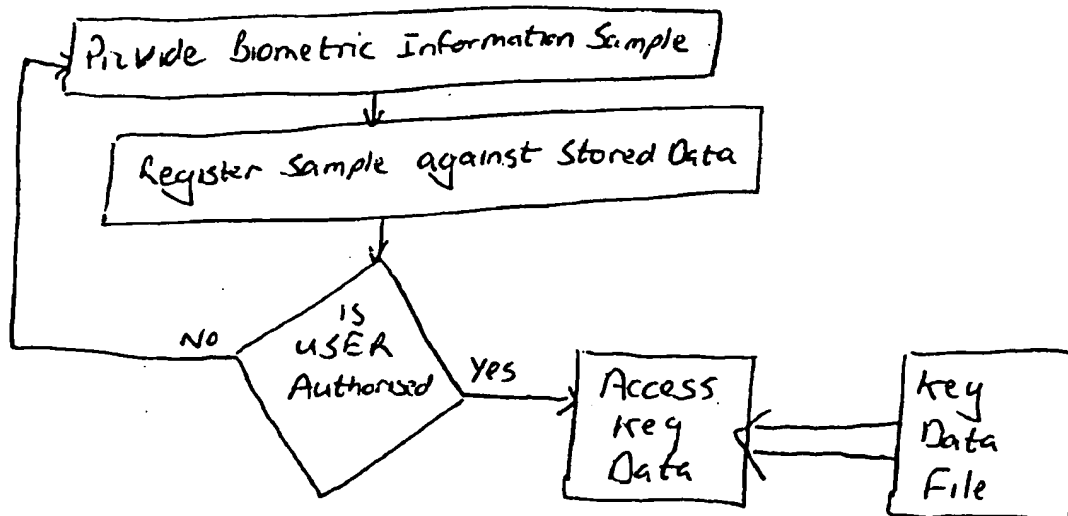 Provide Biometric Information Sample
Register Sample against Stored Data
Is
USER
Authorised
No
Yes
Access
Key
Data
Key
Data
File